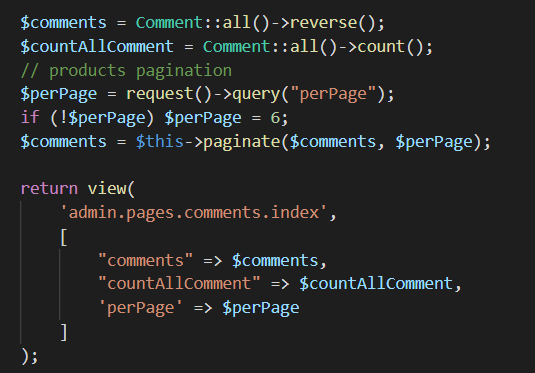 $comments = Comment::all()->reverse();
$countAllComment = Comment::all()->count();
// products pagination
$perPage = request()->query("perPage");
if (!$perPage) $perPage = 6;
$comments = $this->paginate($comments, $perPage);

return view(
    'admin.pages.comments.index',
    [
        "comments" => $comments,
        "countAllComment" => $countAllComment,
        'perPage' => $perPage
    ]
);